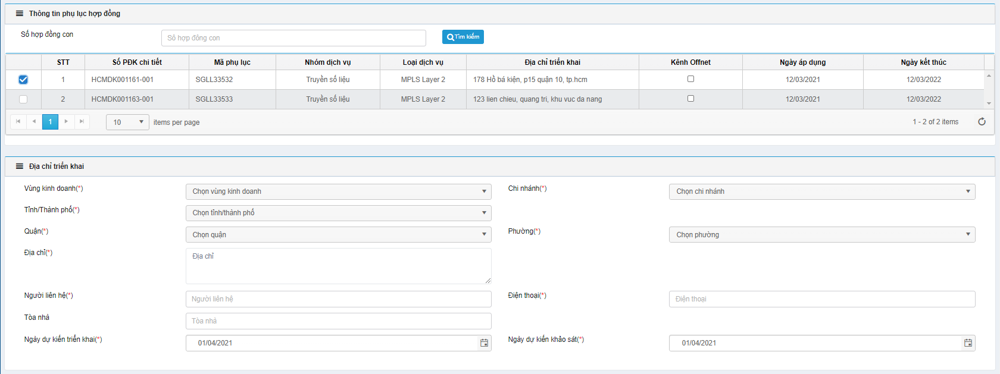 Thông tin phụ lục hợp đồng
Số hợp đồng con
Số hợp đồng con
Tìm kiếm
STT Số PĐK chi tiết Mã phụ lục Nhóm dịch vụ Loại dịch vụ Địa chỉ triển khai Kênh Offnet Ngày áp dụng Ngày kết thúc
1 HCMDK001161-001 SGLL33532 Truyền số liệu MPLS Layer 2 178 Hồ bá kiện, p15 quận 10, tp.hcm 12/03/2021 12/03/2022
2 HCMDK001163-001 SGLL33533 Truyền số liệu MPLS Layer 2 123 lien chieu, quang tri, khu vuc da nang 12/03/2021 12/03/2022
1 10 items per page 1 - 2 of 2 items
Địa chỉ triển khai
Vùng kinh doanh(*) Chọn vùng kinh doanh Chi nhánh(*) Chọn chi nhánh
Tỉnh/Thành phố(*) Chọn tỉnh/thành phố
Quận(*) Chọn quận Phường(*) Chọn phường
Địa chỉ(*) Địa chỉ
Người liên hệ(*) Người liên hệ Điện thoại(*) Điện thoại
Tòa nhà Tòa nhà
Ngày dự kiến triển khai(*) 01/04/2021 Ngày dự kiến khảo sát(*) 01/04/2021